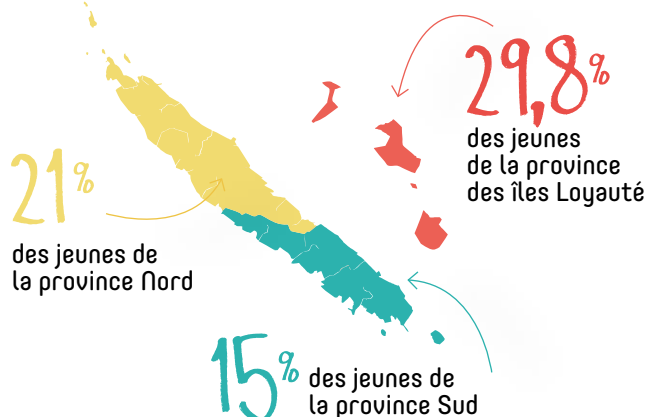 29,8%
des jeunes
de la province
des îles Loyauté
21%
des jeunes de
la province Nord
15%
des jeunes de
la province Sud